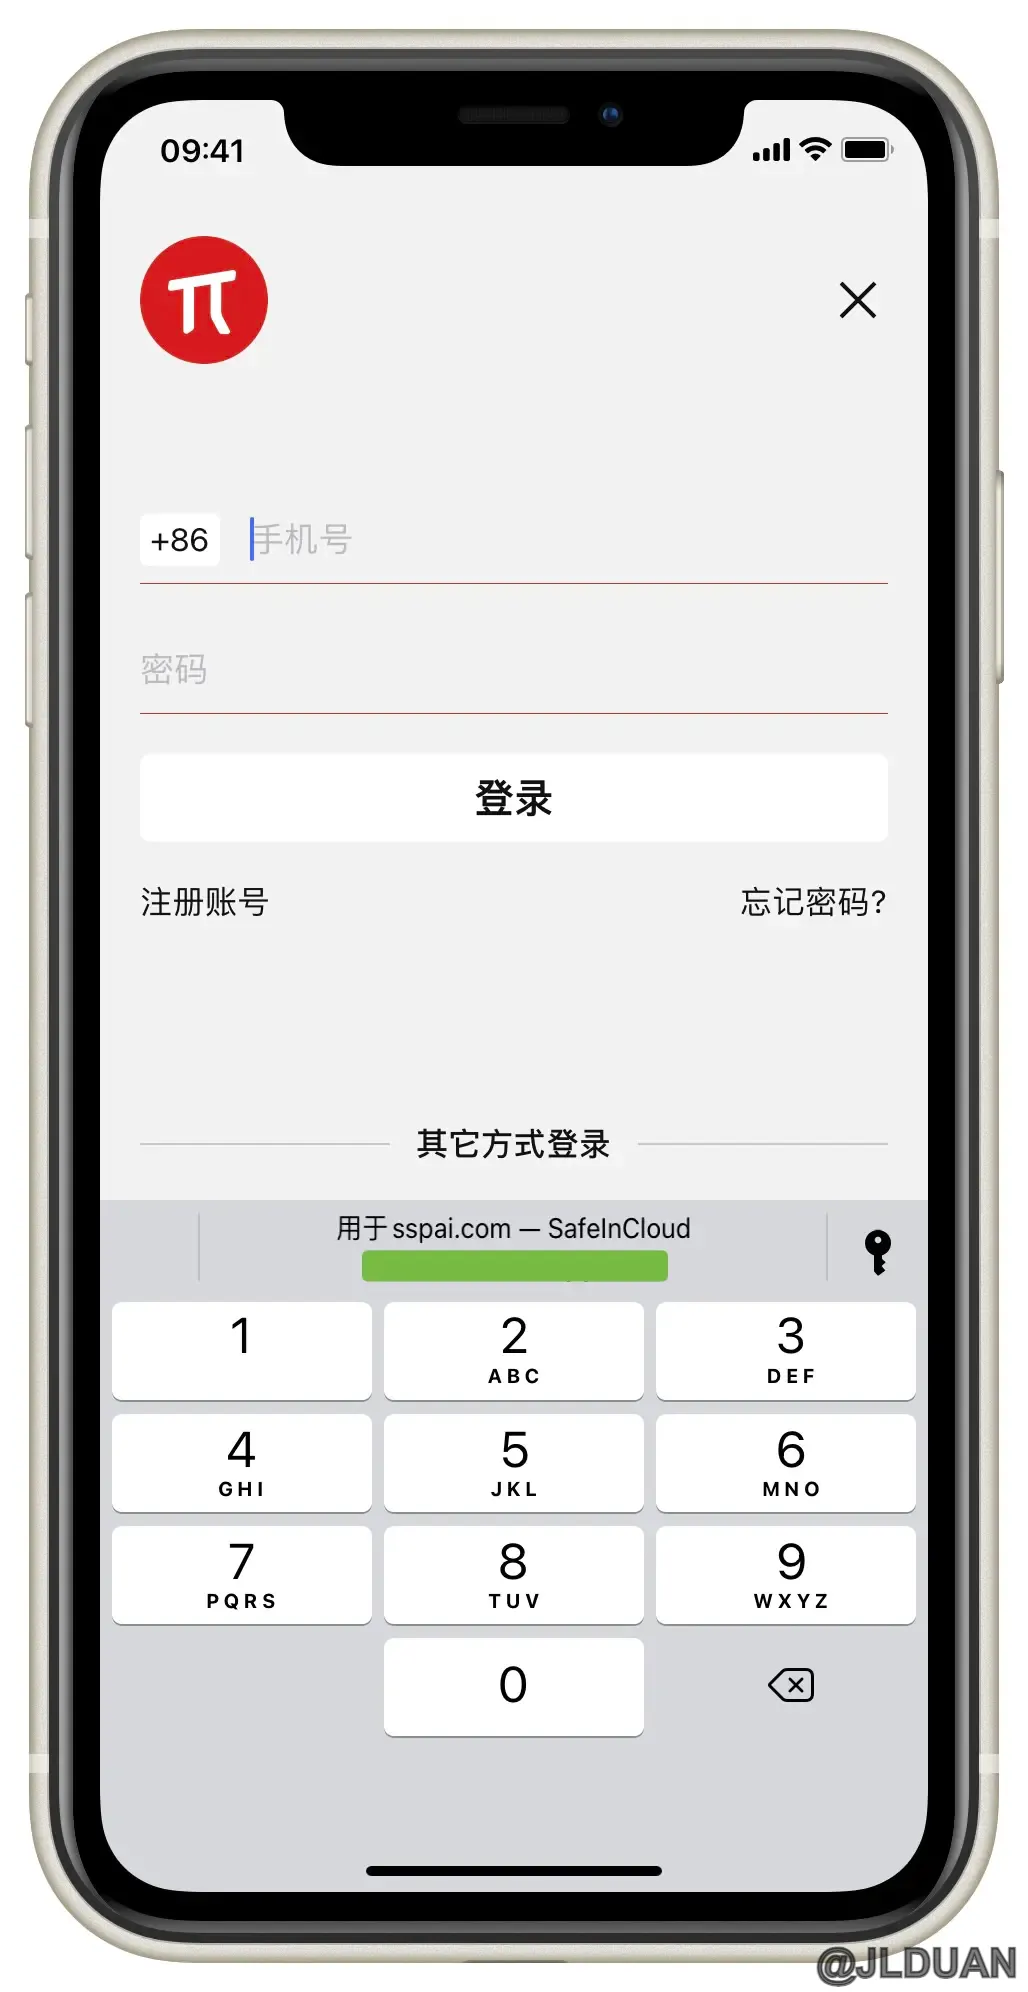 09:41
π
+86 手机号
密码
登录
注册账号 忘记密码?
其它方式登录
用于 sspai.com — SafeInCloud
1 2 3
ABC DEF
4 5 6
GHI JKL MNO
7 8 9
PQRS TUV WXYZ
0
@JLDUAN